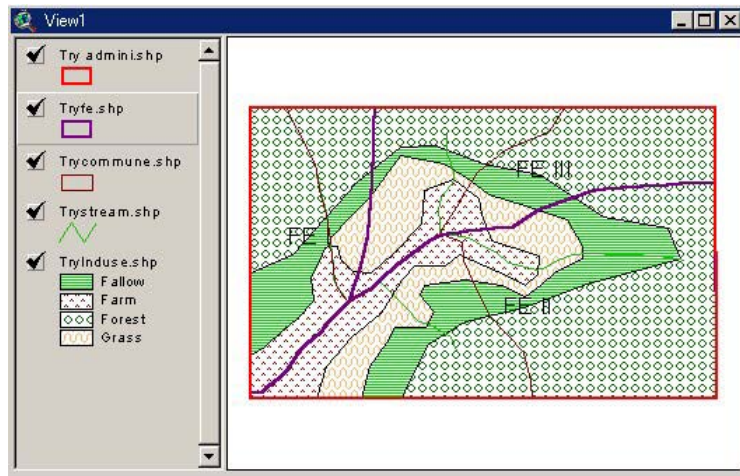 View1
Try admini.shp
Tryfe.shp
Trycommune.shp
Trystream.shp
Trylnduse.shp
Fallow
Farm
Forest
Grass
FE III
FE
FE II